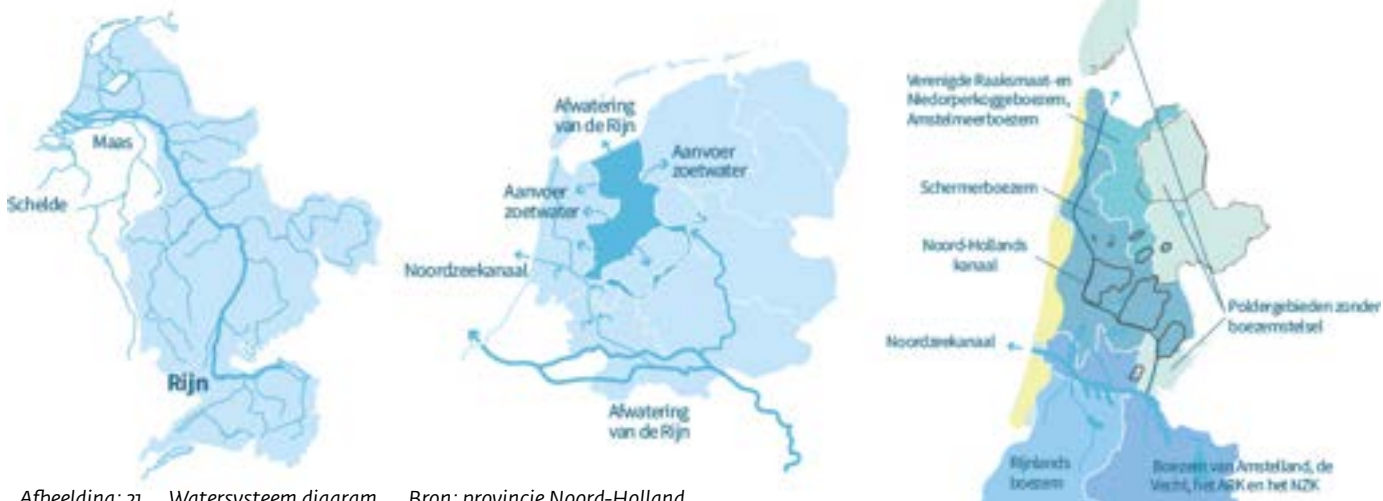 Maas
Schelde
Rijn
Afwatering
van de Rijn
Aanvoer
zoetwater
Aanvoer
zoetwater
Noordzeekanaal
Afwatering
van de Rijn
Verenigde Raaksmaat- en
Niedorperkoggeboezem,
Amstelmeerboezem
Schermerboezem
Noord-Hollands
kanaal
Poldergebieden zonder
boezemstelsel
Noordzeekanaal
Rijnlands
boezem
Boezem van Amstelland, de
Vecht, het ARK en het NZK
Afbeelding: 21 Watersysteem diagram Bron: provincie Noord-Holland